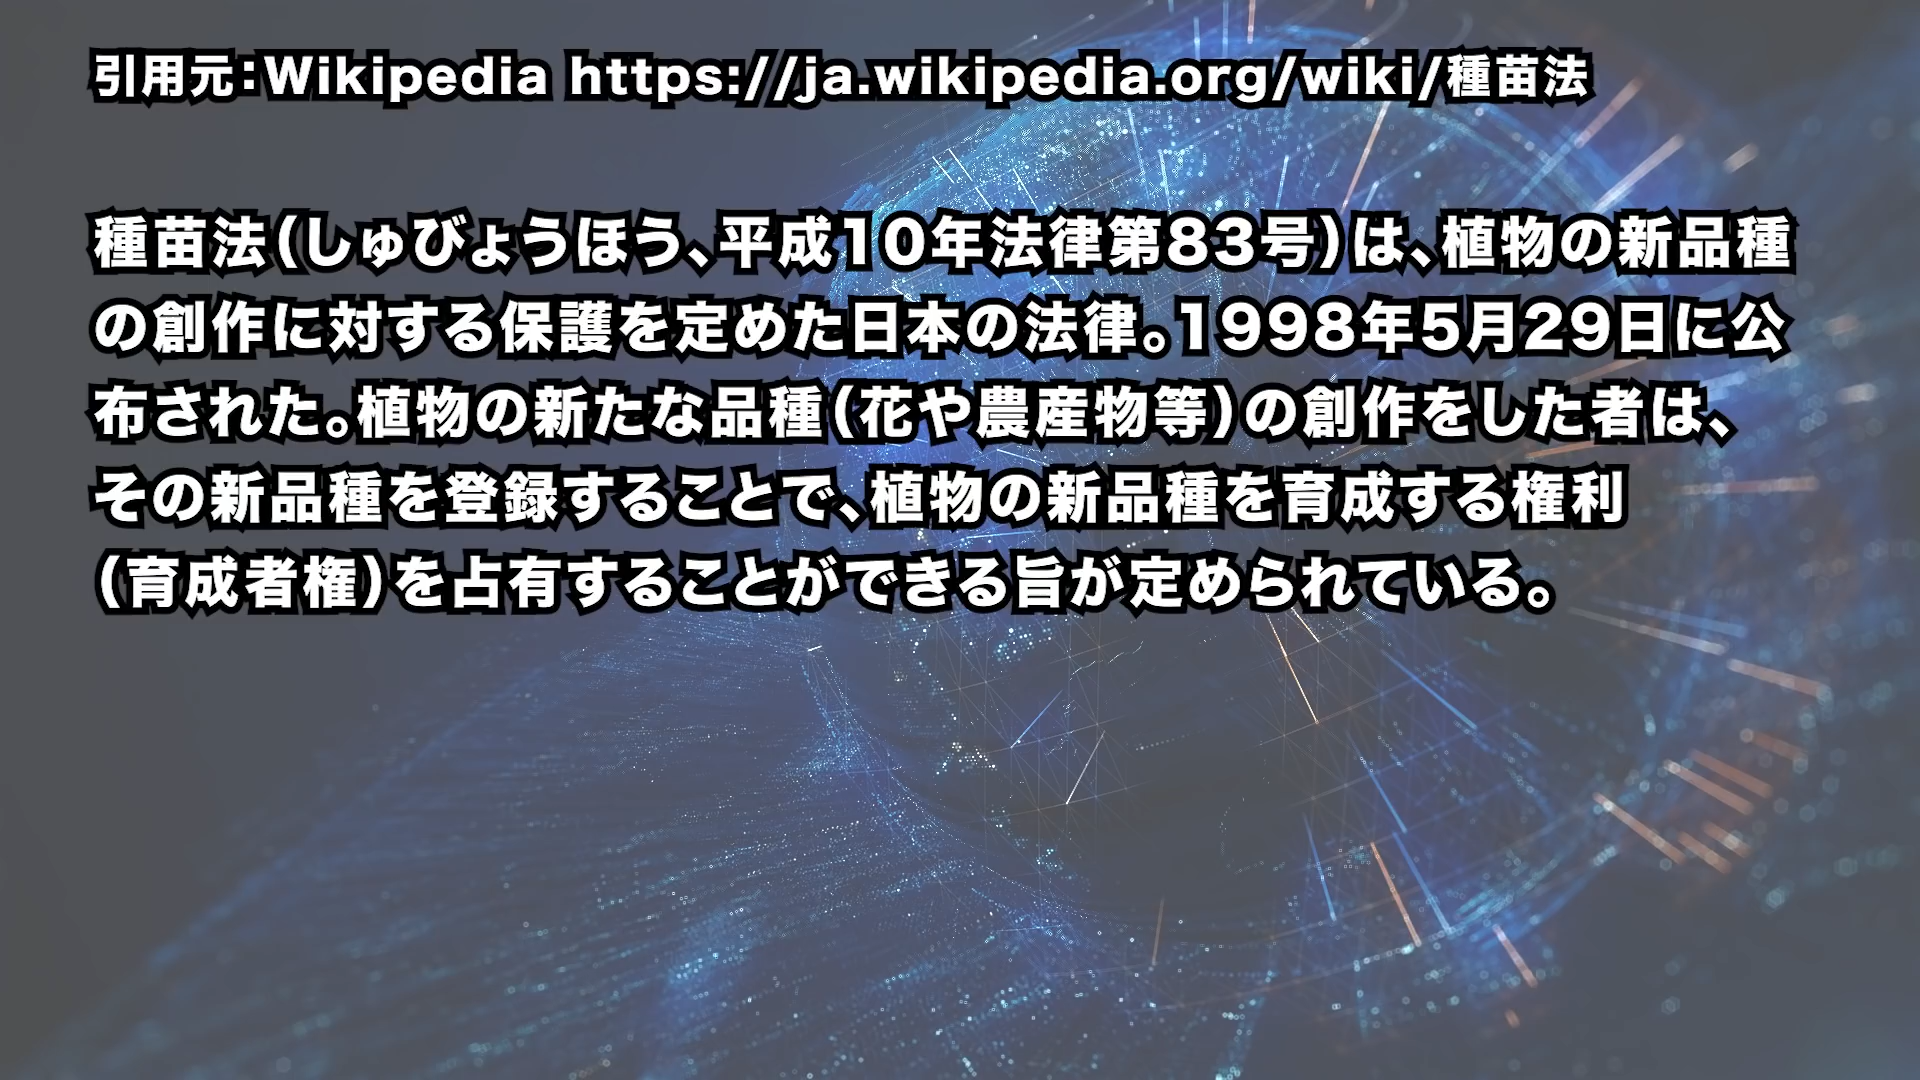 引用元：Wikipedia https://ja.wikipedia.org/wiki/種苗法
種苗法（しゅびょうほう、平成10年法律第83号）は、植物の新品種
の創作に対する保護を定めた日本の法律。1998年5月29日に公
布された。植物の新たな品種（花や農産物等）の創作をした者は、
その新品種を登録することで、植物の新品種を育成する権利
（育成者権）を占有することができる旨が定められている。